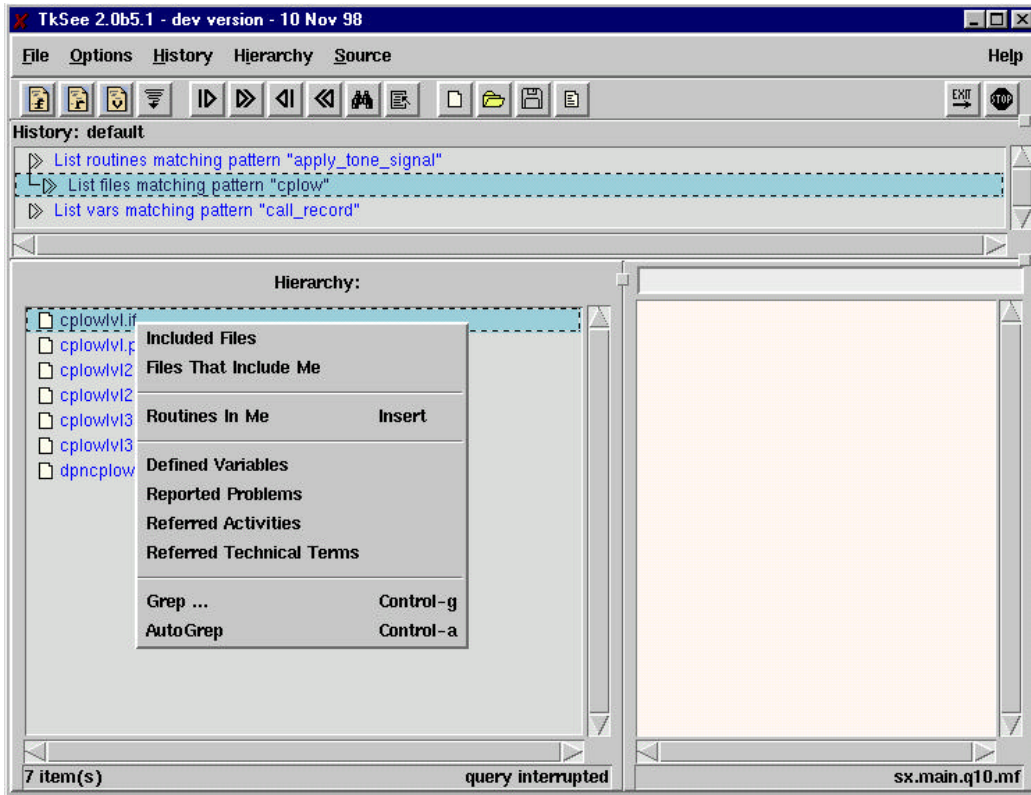 TkSee 2.0b5.1 - dev version - 10 Nov 98
File Options History Hierarchy Source Help
f r v EXIT STOP
History: default
List routines matching pattern "apply_tone_signal"
List files matching pattern "cplow"
List vars matching pattern "call_record"
Hierarchy:
cplowlvl.if
cplowlvl.p
cplowlvl2
cplowlvl2
cplowlvl3
cplowlvl3
dpncplow
Included Files
Files That Include Me
Routines In Me Insert
Defined Variables
Reported Problems
Referred Activities
Referred Technical Terms
Grep ... Control-g
AutoGrep Control-a
7 item(s) query interrupted sx.main.q10.mf